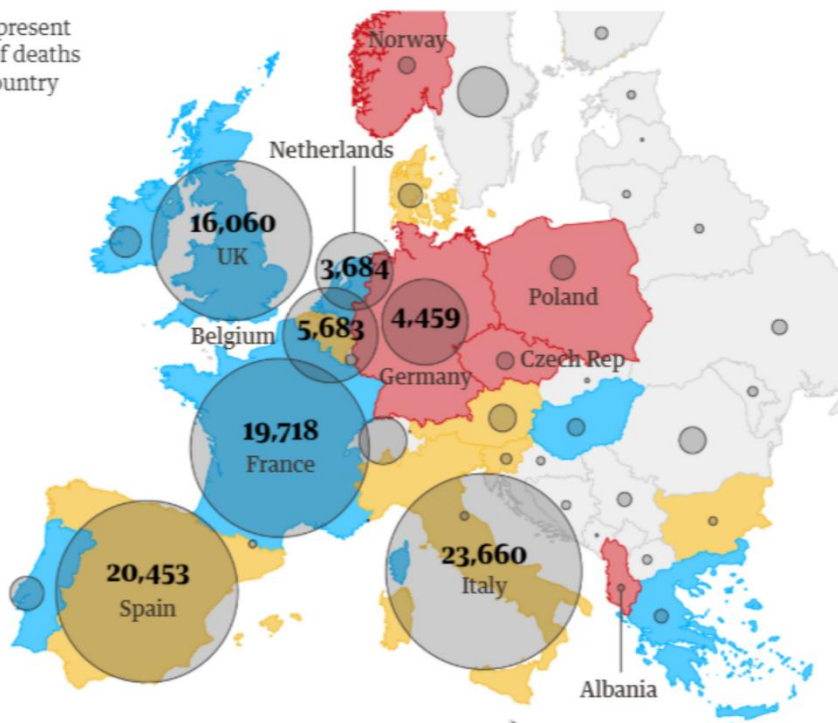 present
f deaths
ountry
Norway
Netherlands
16,060
UK
3,684
Belgium
5,683
4,459
Poland
Czech Rep
Germany
19,718
France
20,453
Spain
23,660
Italy
Albania